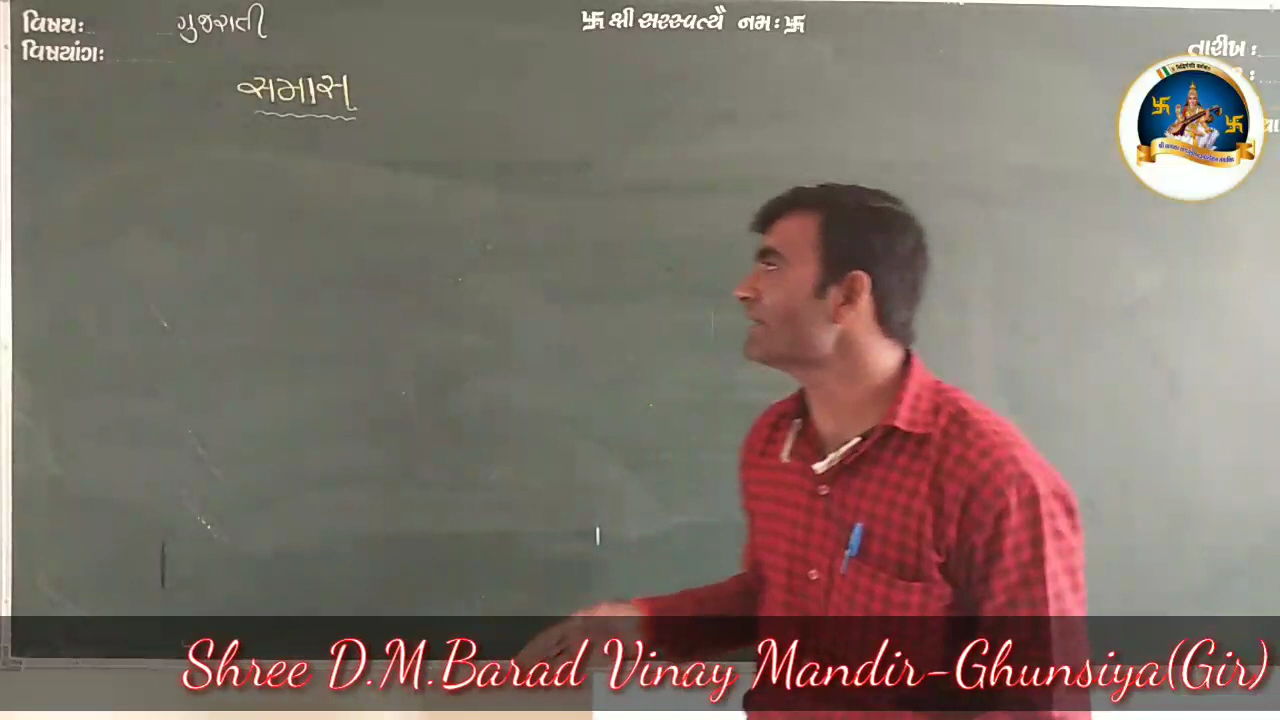 વિષય: ગુજરાતી
卐 શ્રી સરસ્વત્યૈ નમ: 卐
તારીખ :
વિષયાંગ:
સમાસ
Shree D.M.Barad Vinay Mandir-Ghunsiya(Gir)